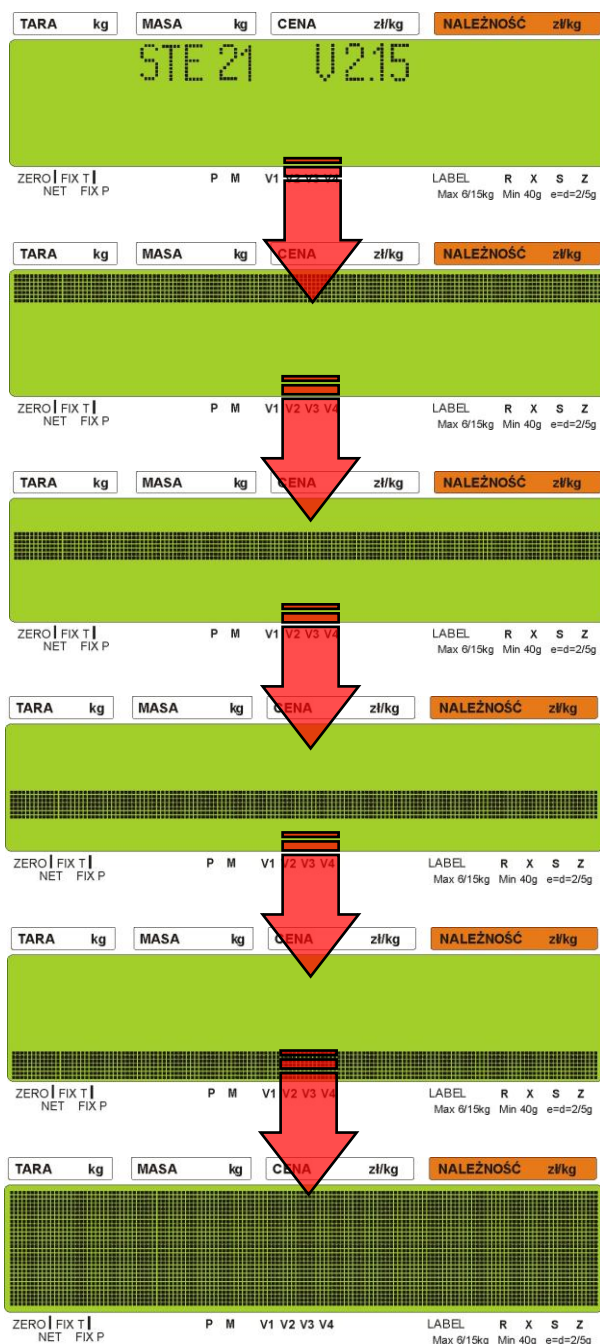 TARA kg MASA kg CENA zł/kg NALEŻNOŚĆ zł/kg
STE 21 V2.15
ZERO FIX T P M V1 V2 V3 V4 LABEL R X S Z
NET FIX P Max 6/15kg Min 40g e=d=2/5g
TARA kg MASA kg CENA zł/kg NALEŻNOŚĆ zł/kg
ZERO FIX T P M V1 V2 V3 V4 LABEL R X S Z
NET FIX P Max 6/15kg Min 40g e=d=2/5g
TARA kg MASA kg CENA zł/kg NALEŻNOŚĆ zł/kg
ZERO FIX T P M V1 V2 V3 V4 LABEL R X S Z
NET FIX P Max 6/15kg Min 40g e=d=2/5g
TARA kg MASA kg CENA zł/kg NALEŻNOŚĆ zł/kg
ZERO FIX T P M V1 V2 V3 V4 LABEL R X S Z
NET FIX P Max 6/15kg Min 40g e=d=2/5g
TARA kg MASA kg CENA zł/kg NALEŻNOŚĆ zł/kg
ZERO FIX T P M V1 V2 V3 V4 LABEL R X S Z
NET FIX P Max 6/15kg Min 40g e=d=2/5g
TARA kg MASA kg CENA zł/kg NALEŻNOŚĆ zł/kg
ZERO FIX T P M V1 V2 V3 V4 LABEL R X S Z
NET FIX P Max 6/15kg Min 40g e=d=2/5g